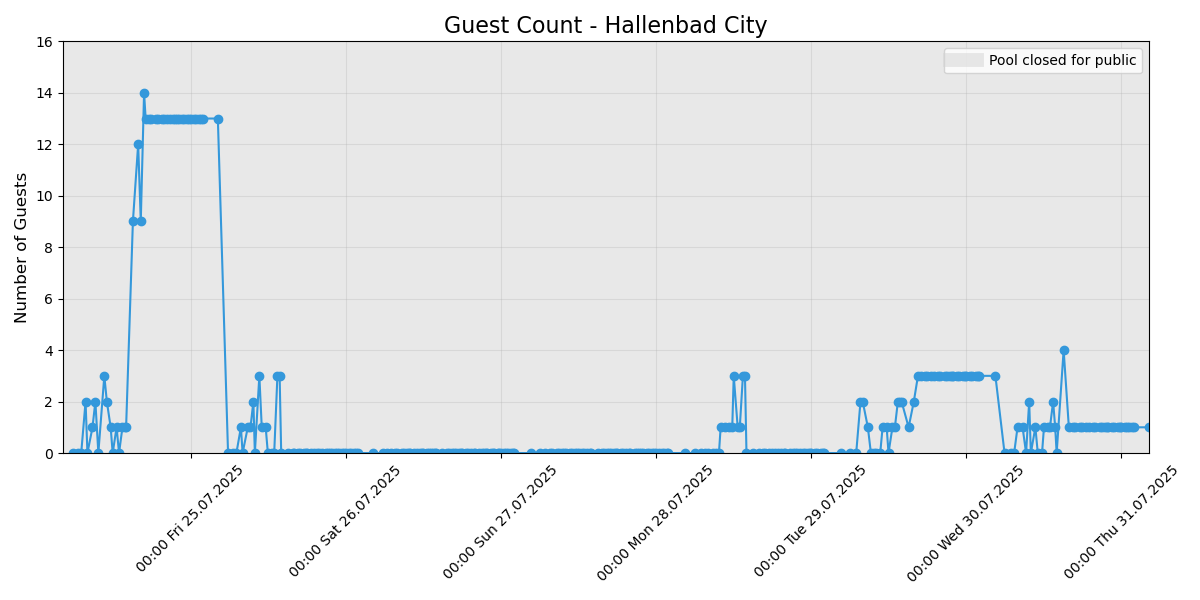 Guest Count - Hallenbad City
Pool closed for public
Number of Guests
16
14
12
10
8
6
4
2
0
00:00 Fri 25.07.2025
00:00 Sat 26.07.2025
00:00 Sun 27.07.2025
00:00 Mon 28.07.2025
00:00 Tue 29.07.2025
00:00 Wed 30.07.2025
00:00 Thu 31.07.2025